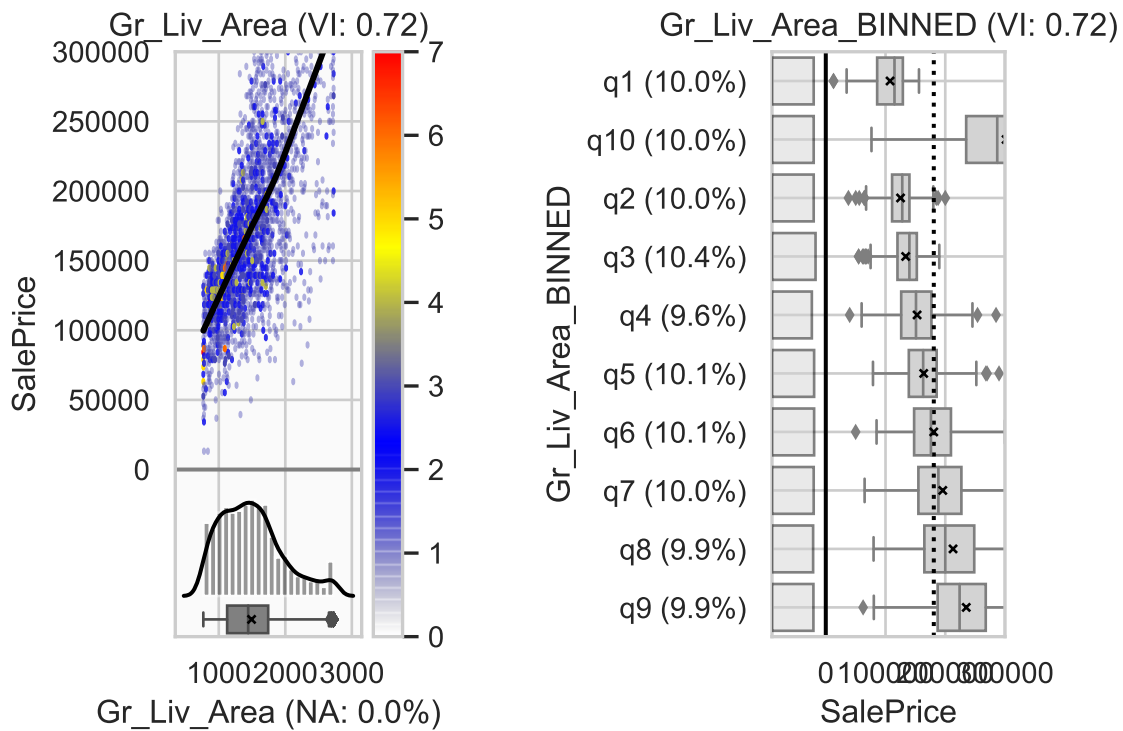 Gr_Liv_Area (VI: 0.72)
300000
250000
200000
150000
100000
50000
0
SalePrice
7
6
5
4
3
2
1
0
1000 2000 3000
Gr_Liv_Area (NA: 0.0%)
Gr_Liv_Area_BINNED (VI: 0.72)
q1 (10.0%)
q10 (10.0%)
q2 (10.0%)
q3 (10.4%)
q4 (9.6%)
q5 (10.1%)
q6 (10.1%)
q7 (10.0%)
q8 (9.9%)
q9 (9.9%)
Gr_Liv_Area_BINNED
0 100000 200000 300000
SalePrice